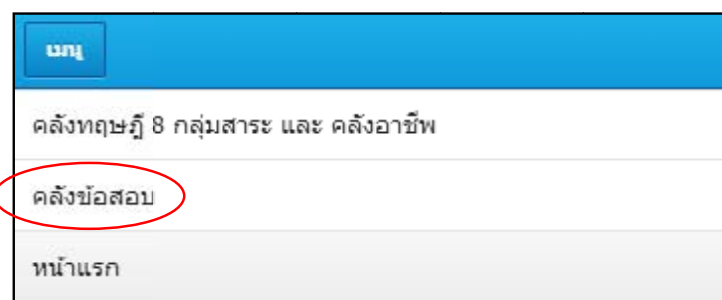 เมนู
คลังทฤษฎี 8 กลุ่มสาระ และ คลังอาชีพ
คลังข้อสอบ
หน้าแรก